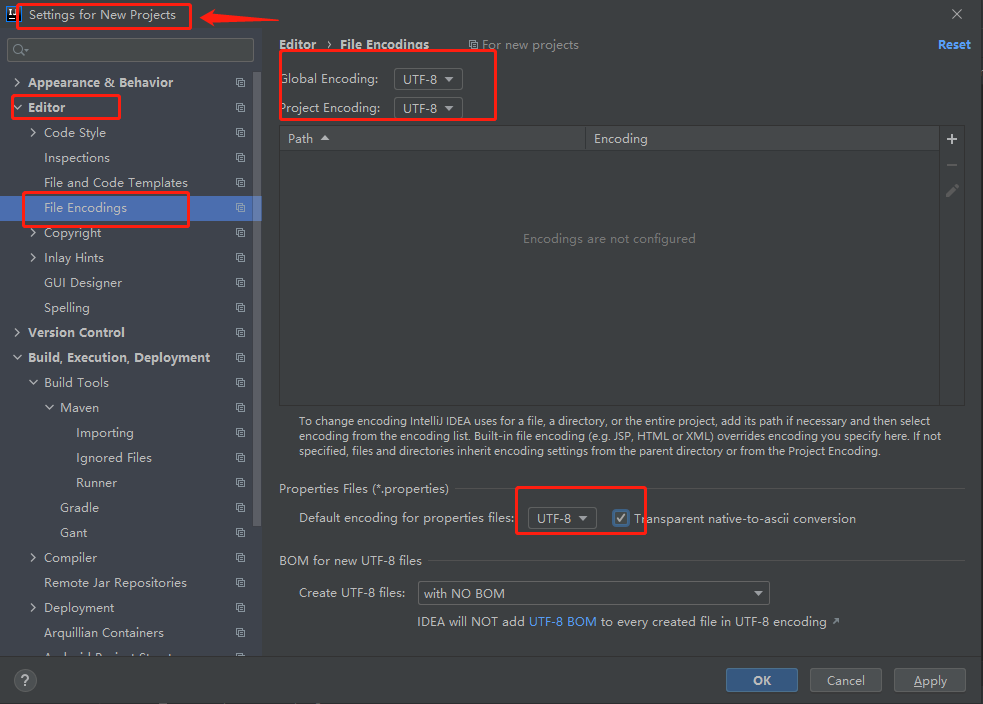 IJ Settings for New Projects
Editor › File Encodings For new projects Reset
Appearance & Behavior
Editor
Code Style
Inspections
File and Code Templates
File Encodings
Copyright
Inlay Hints
GUI Designer
Spelling
Version Control
Build, Execution, Deployment
Build Tools
Maven
Importing
Ignored Files
Runner
Gradle
Gant
Compiler
Remote Jar Repositories
Deployment
Arquillian Containers
Global Encoding: UTF-8
Project Encoding: UTF-8
Path Encoding
Encodings are not configured
To change encoding IntelliJ IDEA uses for a file, a directory, or the entire project, add its path if necessary and then select
encoding from the encoding list. Built-in file encoding (e.g. JSP, HTML or XML) overrides encoding you specify here. If not
specified, files and directories inherit encoding settings from the parent directory or from the Project Encoding.
Properties Files (*.properties)
Default encoding for properties files: UTF-8 Transparent native-to-ascii conversion
BOM for new UTF-8 files
Create UTF-8 files: with NO BOM
IDEA will NOT add UTF-8 BOM to every created file in UTF-8 encoding ↗
? OK Cancel Apply